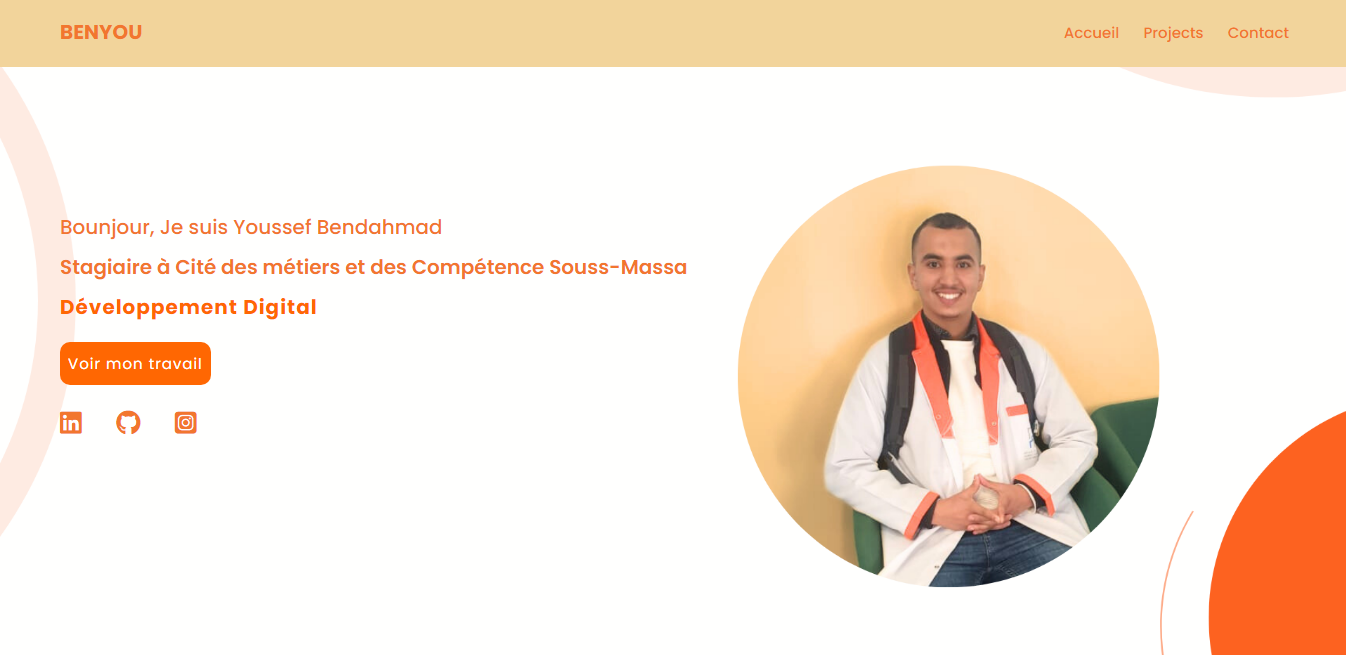 BENYOU
Accueil Projects Contact
Bounjour, Je suis Youssef Bendahmad
Stagiaire à Cité des métiers et des Compétence Souss-Massa
Développement Digital
Voir mon travail
in